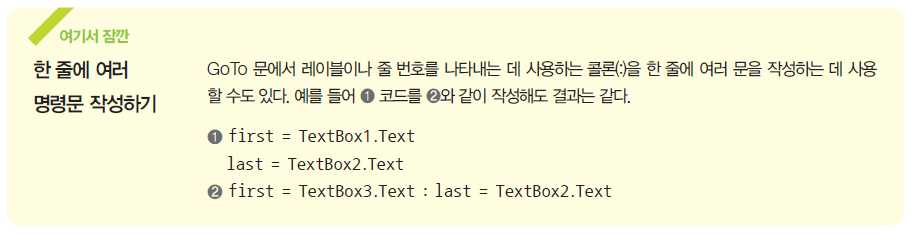 여기서 잠깐
한 줄에 여러
명령문 작성하기
GoTo 문에서 레이블이나 줄 번호를 나타내는 데 사용하는 콜론(:)을 한 줄에 여러 문을 작성하는 데 사용
할 수도 있다. 예를 들어 ❶ 코드를 ❷와 같이 작성해도 결과는 같다.
❶ first = TextBox1.Text
last = TextBox2.Text
❷ first = TextBox3.Text : last = TextBox2.Text